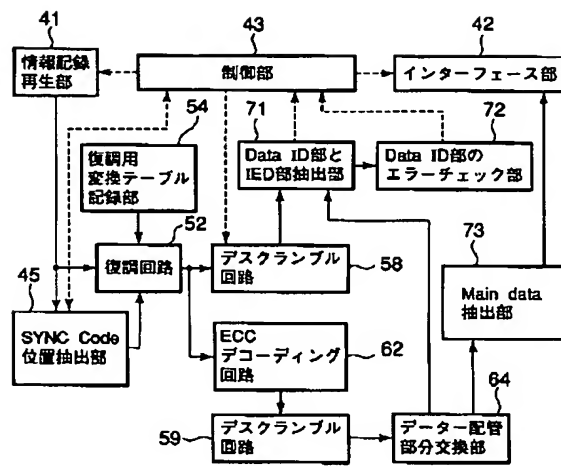 41
43
42
情報記録
再生部
制御部
インターフェース部
54
復調用
変換テーブル
記録部
71
Data ID部と
IED部抽出部
72
Data ID部の
エラーチェック部
52
復調回路
デスクランブル
回路
58
73
Main data
抽出部
45
SYNC Code
位置抽出部
ECC
デコーディング
回路
62
59
デスクランブル
回路
64
データー配管
部分交換部